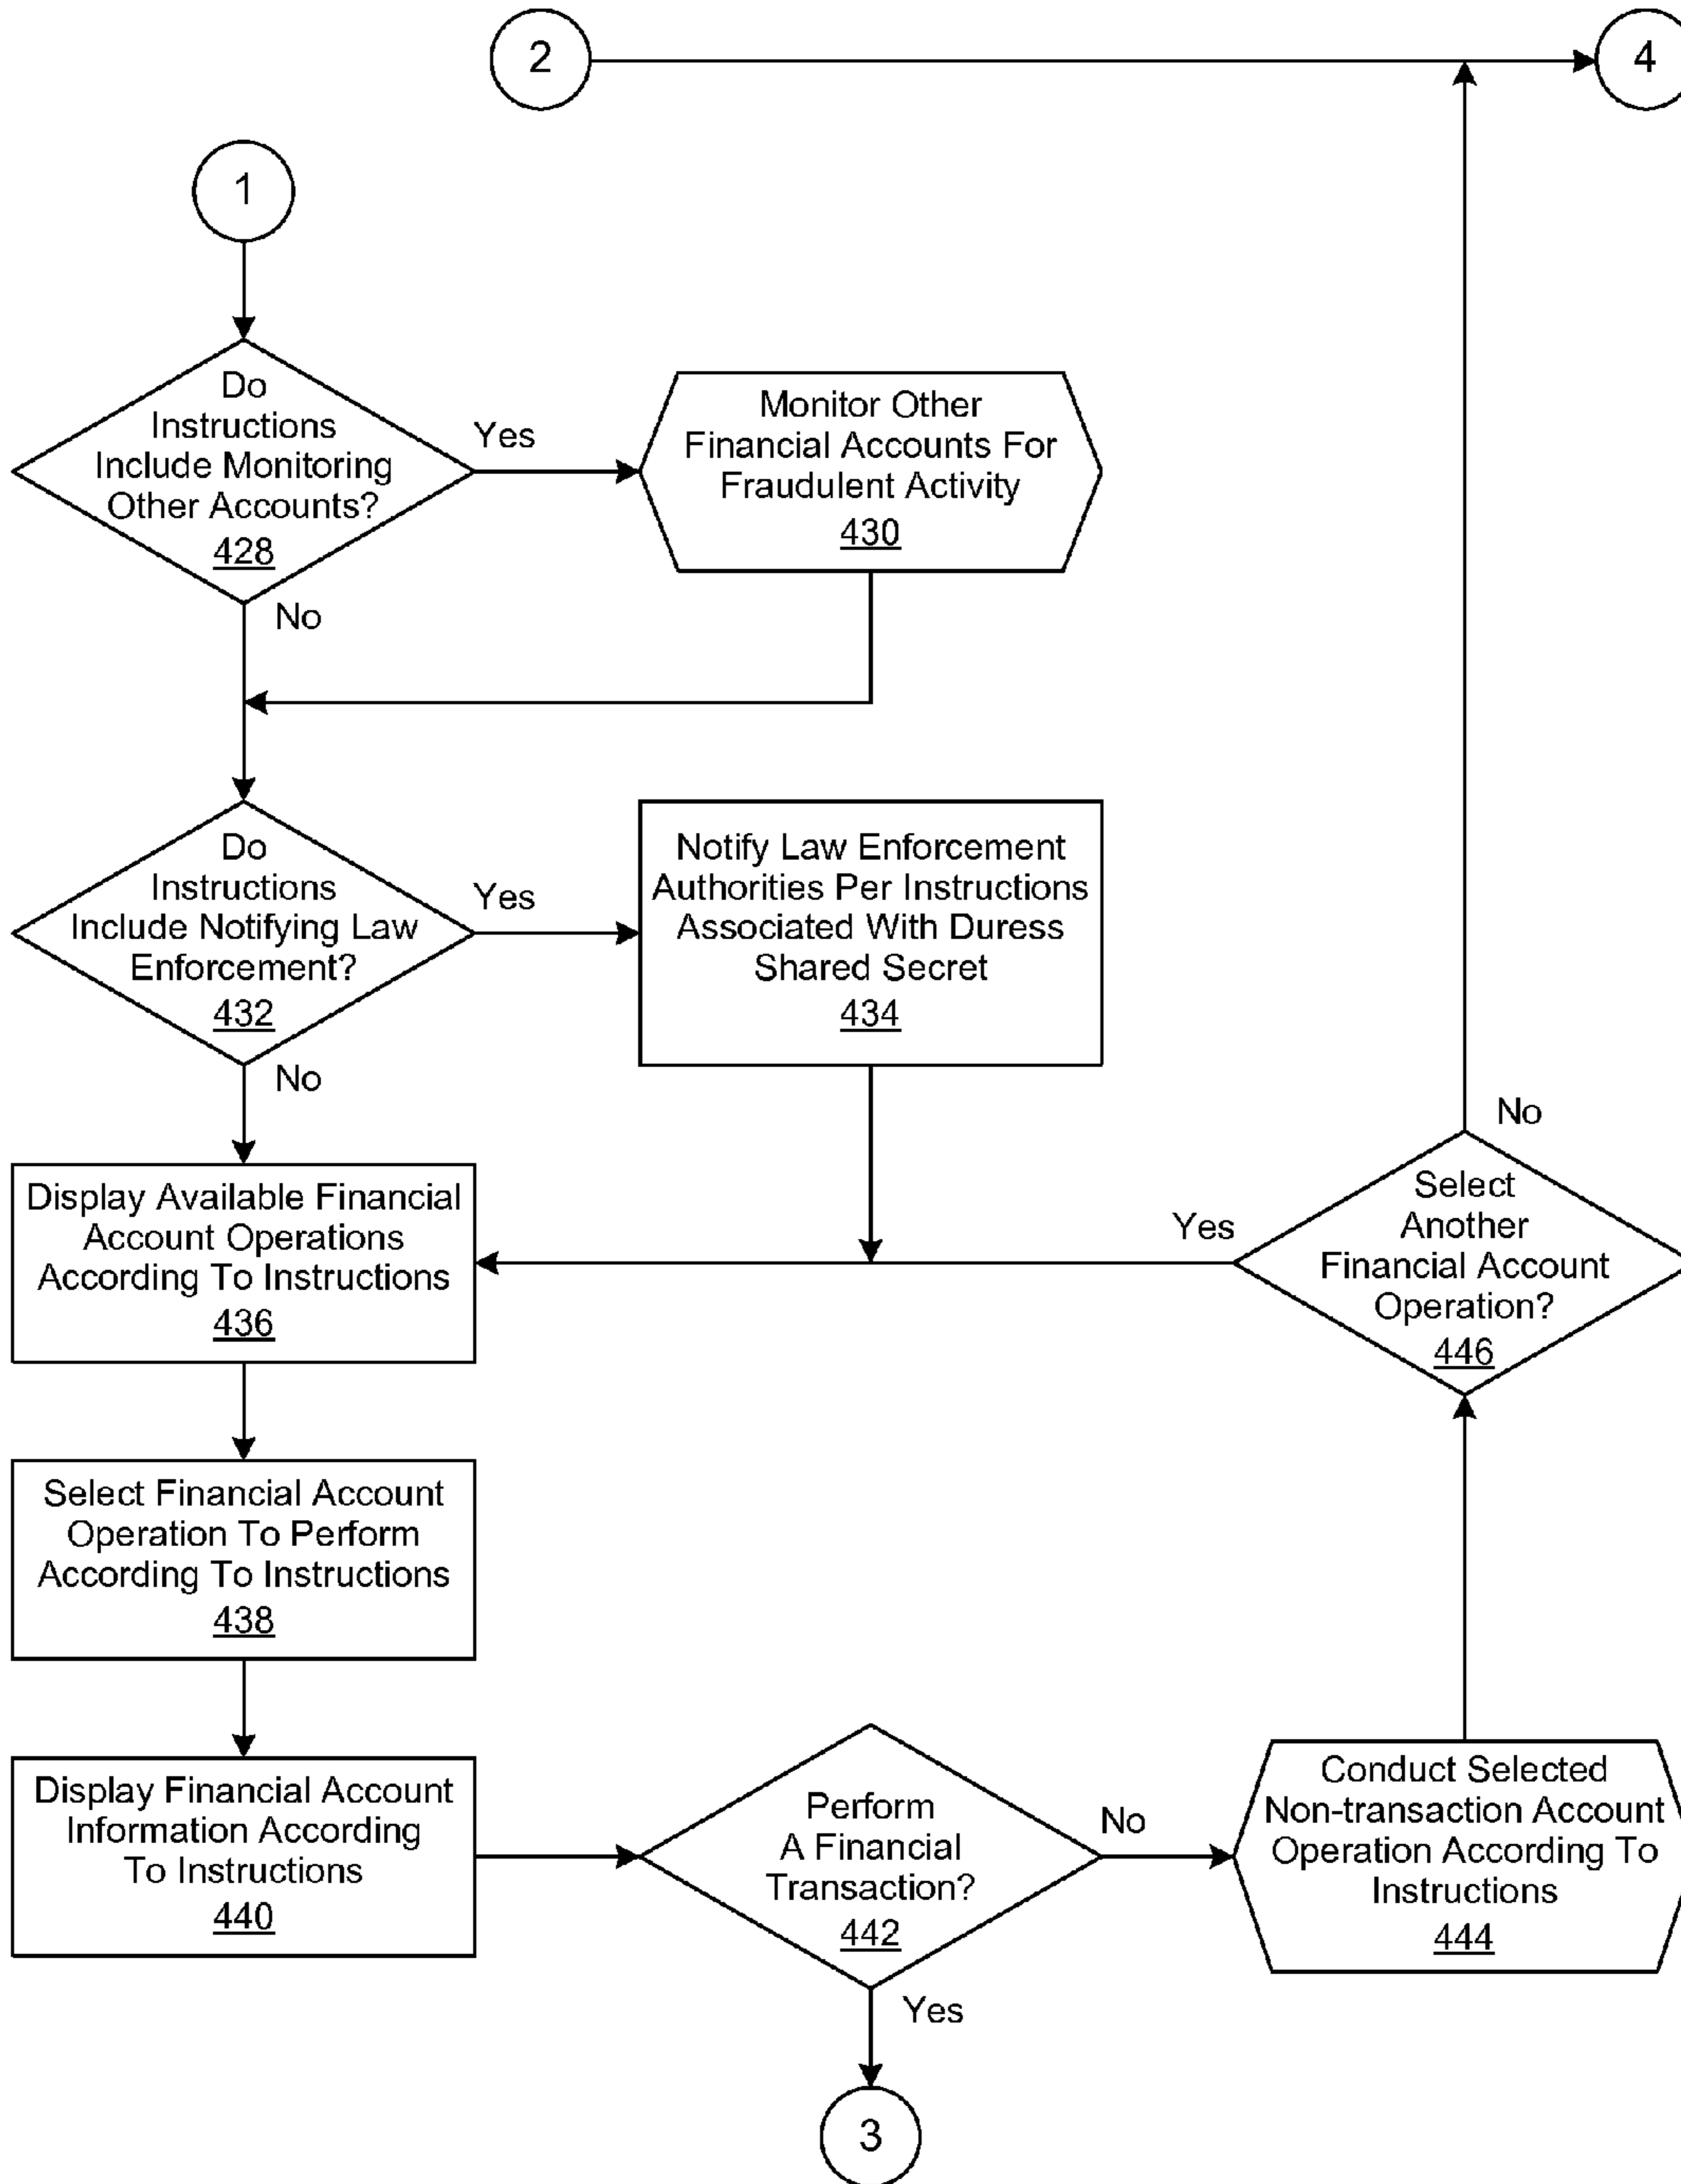 2
4
1
Do
Instructions
Include Monitoring
Other Accounts?
428
Yes
No
Monitor Other
Financial Accounts For
Fraudulent Activity
430
Do
Instructions
Include Notifying Law
Enforcement?
432
Yes
No
Notify Law Enforcement
Authorities Per Instructions
Associated With Duress
Shared Secret
434
Display Available Financial
Account Operations
According To Instructions
436
Select
Another
Financial Account
Operation?
446
Yes
No
Select Financial Account
Operation To Perform
According To Instructions
438
Display Financial Account
Information According
To Instructions
440
Perform
A Financial
Transaction?
442
No
Yes
Conduct Selected
Non-transaction Account
Operation According To
Instructions
444
3